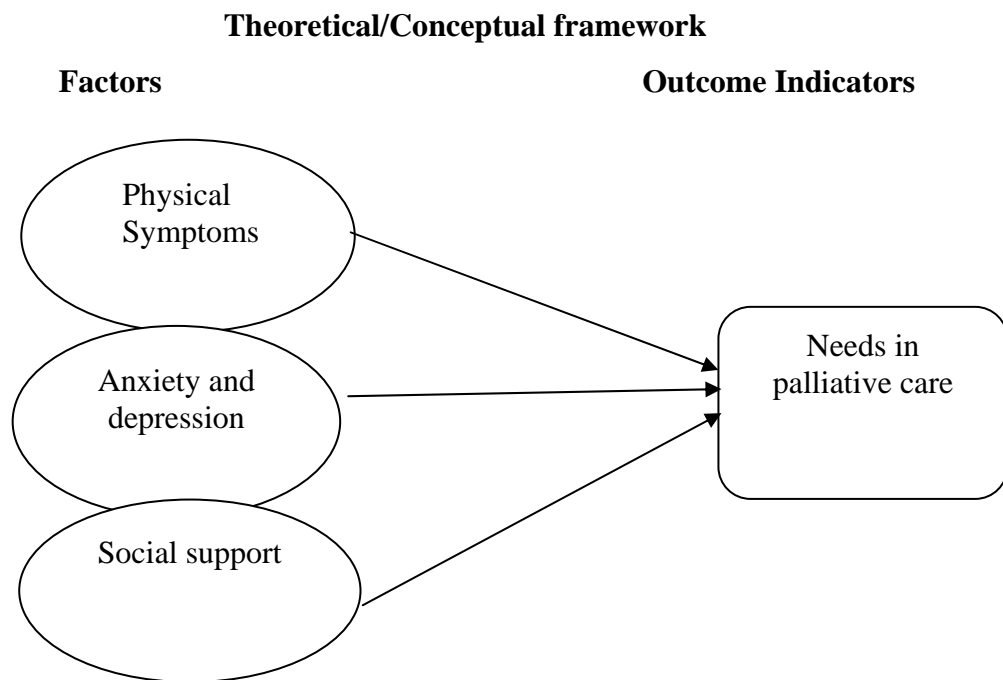 Theoretical/Conceptual framework
Factors
Outcome Indicators
Physical
Symptoms
Anxiety and
depression
Social support
Needs in
palliative care